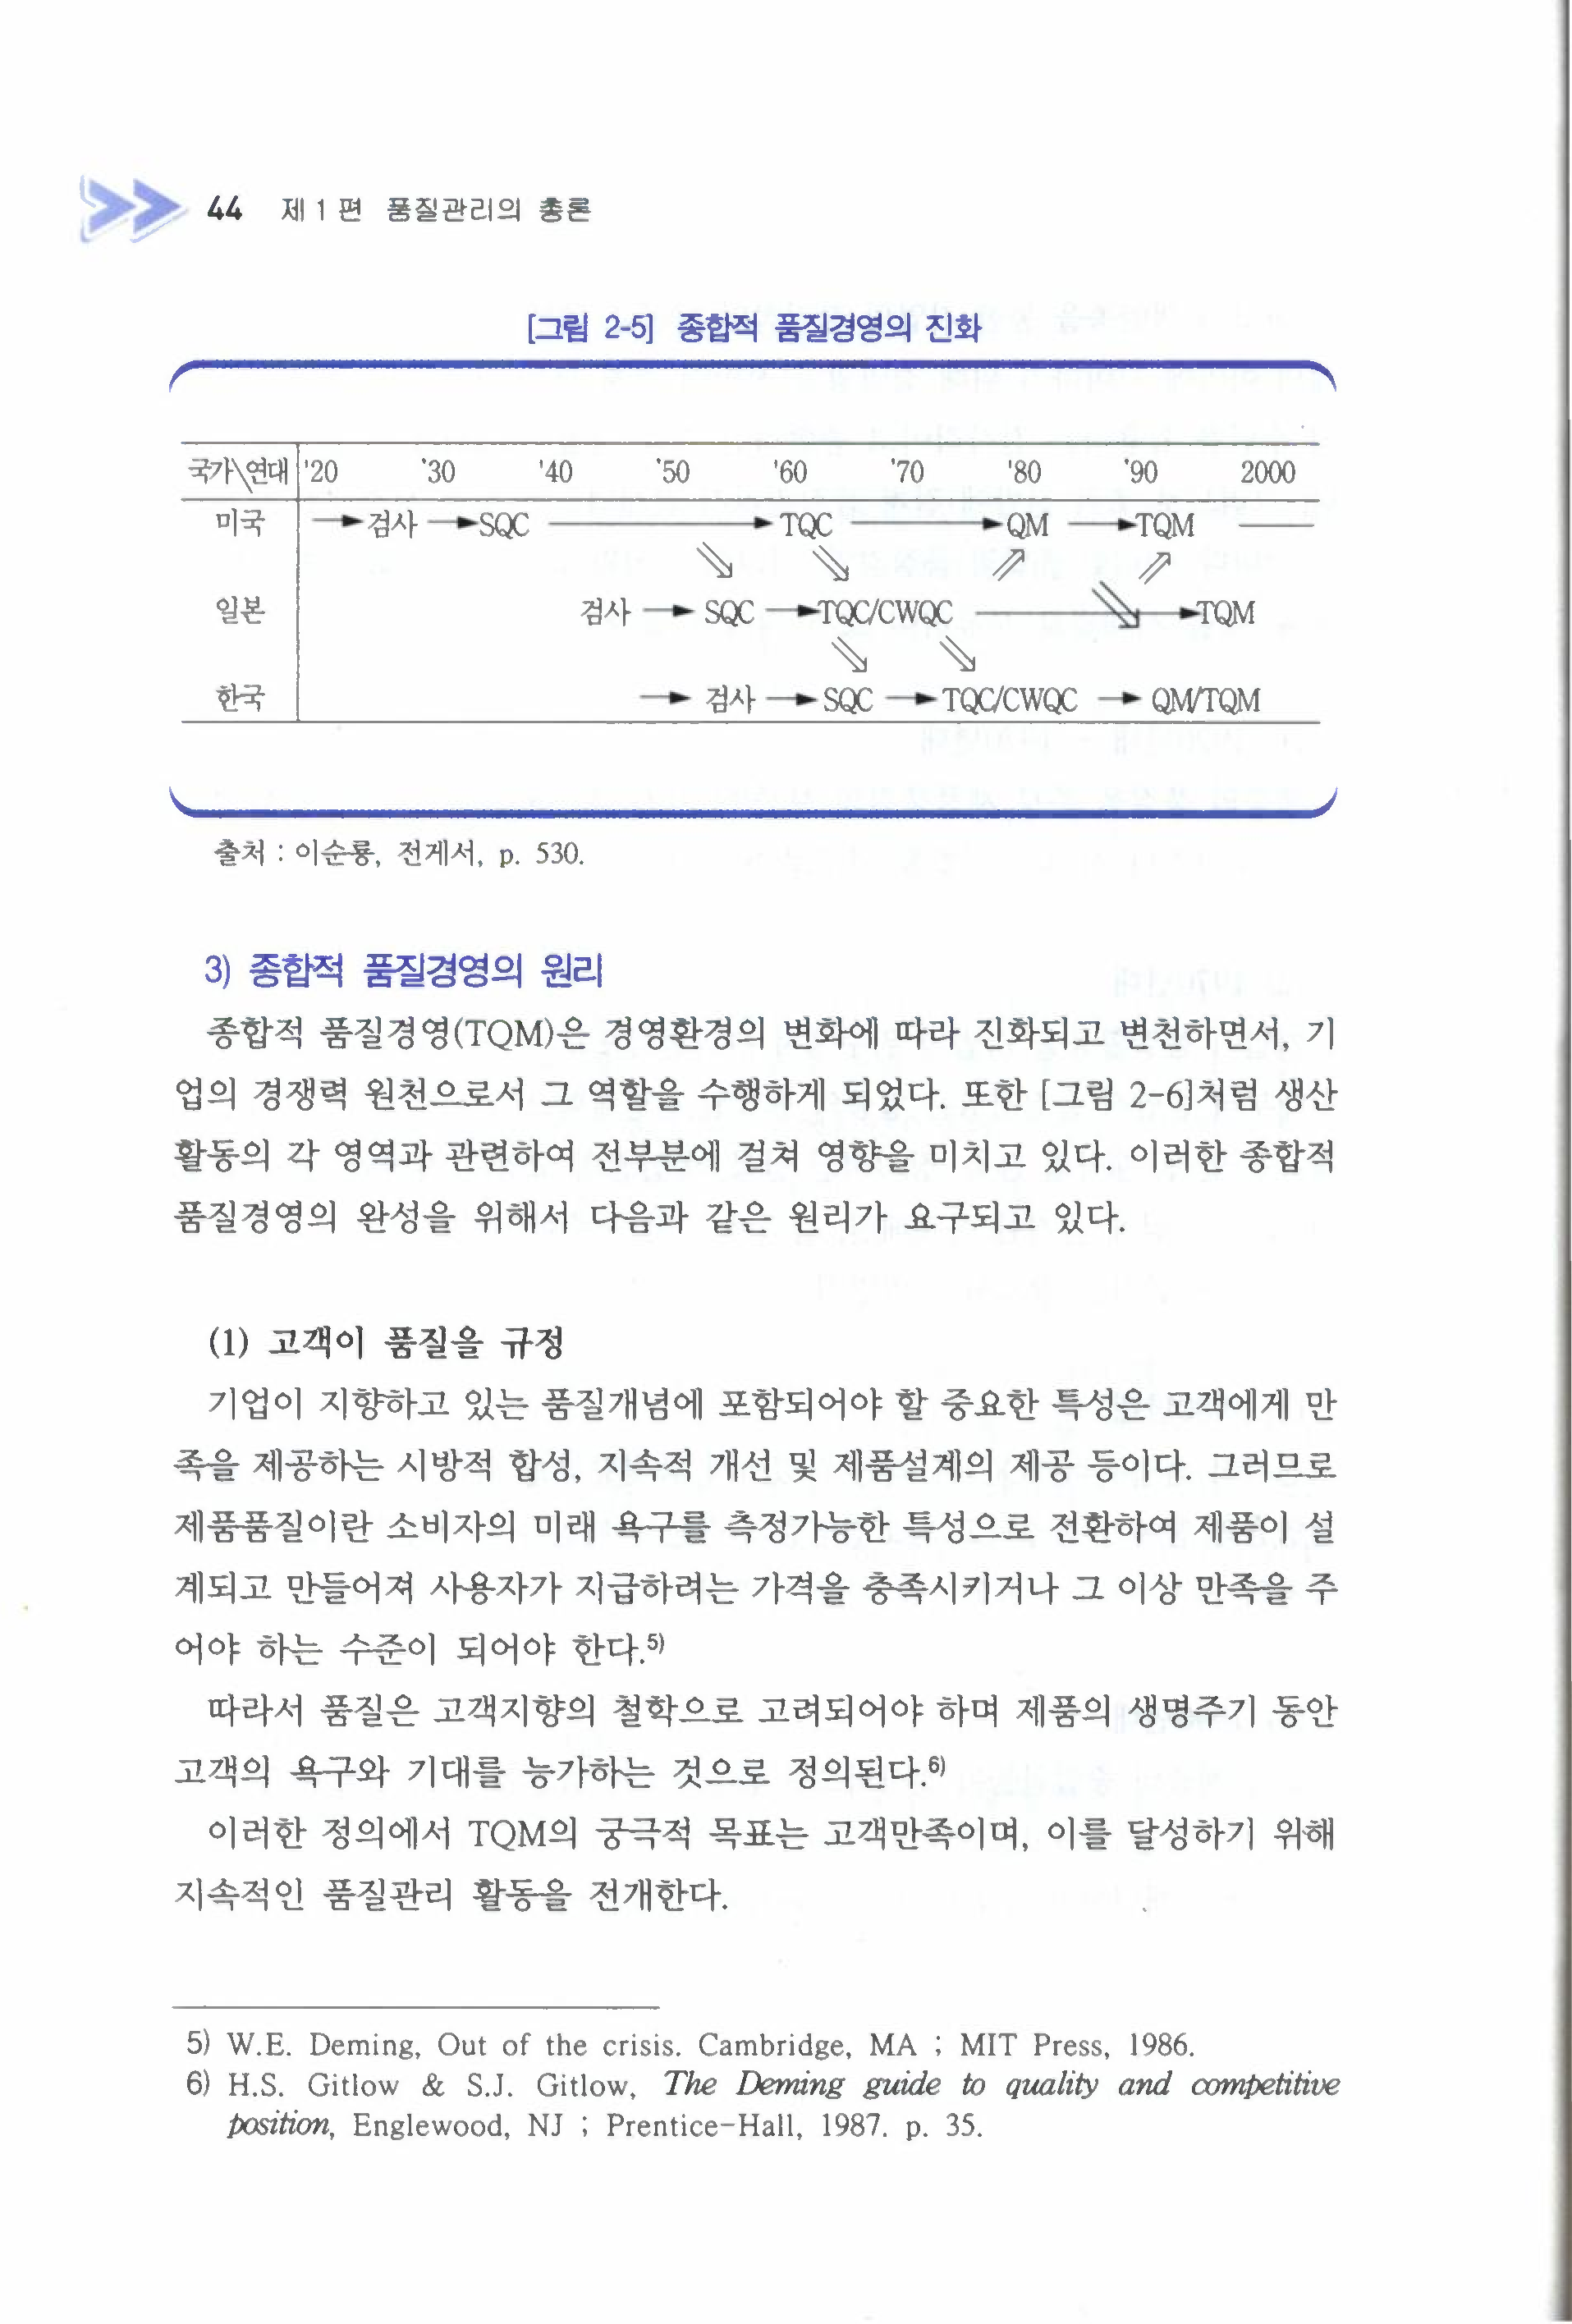 44 제 1 편 품질관리의 총론
[그림 2-5] 종합적 품질경영의 진화
국가\연대 '20 '30 '40 '50 '60 '70 '80 '90 2000
미국 검사 SQC TQC QM TQM
일본 검사 SQC TQC/CWQC TQM
한국 검사 SQC TQC/CWQC QM/TQM
출처 : 이순룡, 전게서, p. 530.
3) 종합적 품질경영의 원리
종합적 품질경영(TQM)은 경영환경의 변화에 따라 진화되고 변천하면서, 기
업의 경쟁력 원천으로서 그 역할을 수행하게 되었다. 또한 [그림 2-6]처럼 생산
활동의 각 영역과 관련하여 전부분에 걸쳐 영향을 미치고 있다. 이러한 종합적
품질경영의 완성을 위해서 다음과 같은 원리가 요구되고 있다.
(1) 고객이 품질을 규정
기업이 지향하고 있는 품질개념에 포함되어야 할 중요한 특성은 고객에게 만
족을 제공하는 시방적 합성, 지속적 개선 및 제품설계의 제공 등이다. 그러므로
제품품질이란 소비자의 미래 욕구를 측정가능한 특성으로 전환하여 제품이 설
계되고 만들어져 사용자가 지급하려는 가격을 충족시키거나 그 이상 만족을 주
어야 하는 수준이 되어야 한다.5)
따라서 품질은 고객지향의 철학으로 고려되어야 하며 제품의 생명주기 동안
고객의 욕구와 기대를 능가하는 것으로 정의된다.6)
이러한 정의에서 TQM의 궁극적 목표는 고객만족이며, 이를 달성하기 위해
지속적인 품질관리 활동을 전개한다.
5) W.E. Deming, Out of the crisis. Cambridge, MA ; MIT Press, 1986.
6) H.S. Gitlow & S.J. Gitlow, The Deming guide to quality and competitive
position, Englewood, NJ ; Prentice-Hall, 1987. p. 35.